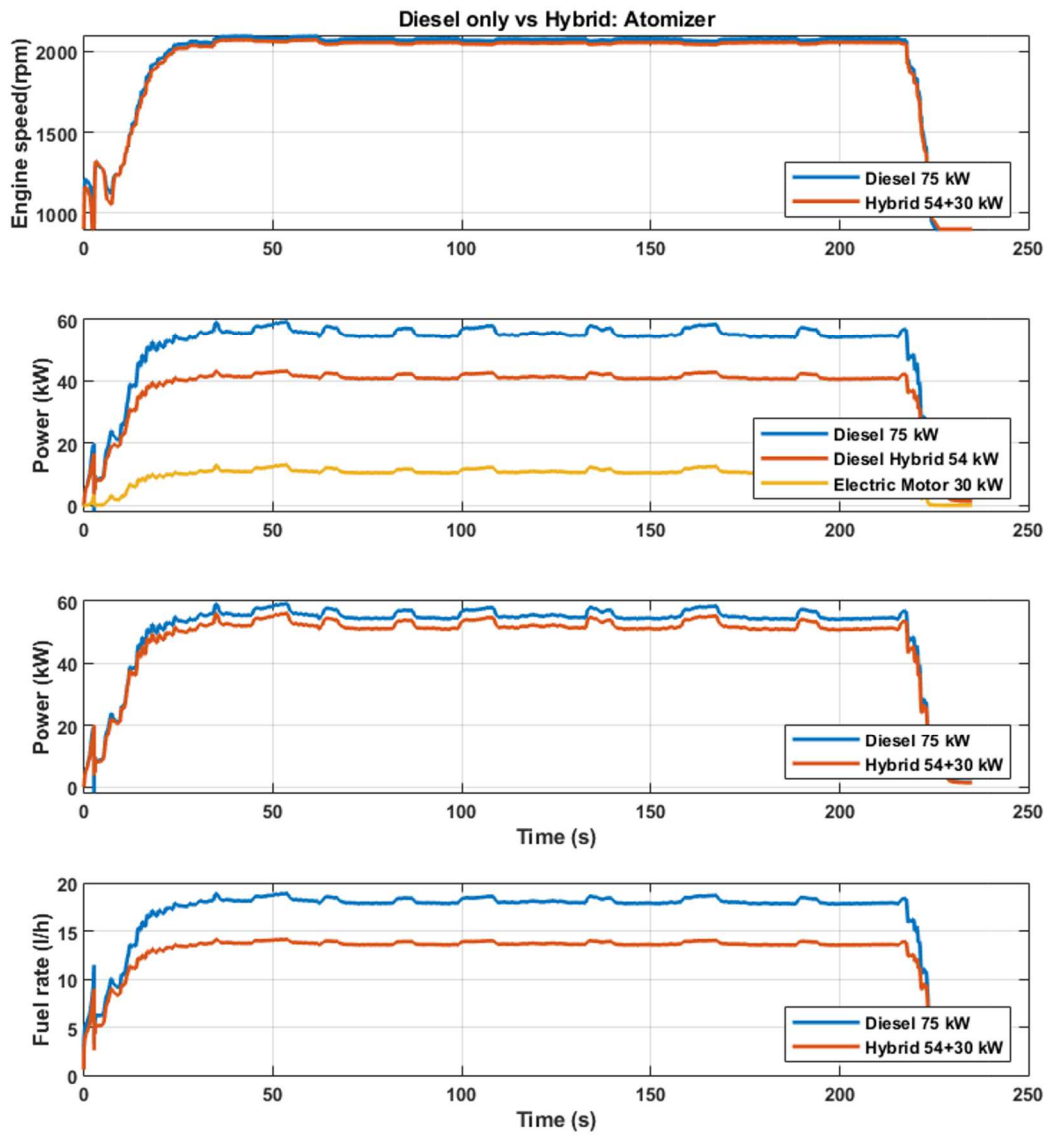 Diesel only vs Hybrid: Atomizer
Engine speed(rpm)
2000
1500
1000
Diesel 75 kW
Hybrid 54+30 kW
0 50 100 150 200 250
Power (kW)
60
40
20
0
Diesel 75 kW
Diesel Hybrid 54 kW
Electric Motor 30 kW
0 50 100 150 200 250
Power (kW)
60
40
20
0
Diesel 75 kW
Hybrid 54+30 kW
0 50 100 150 200 250
Time (s)
Fuel rate (l/h)
20
15
10
5
0
Diesel 75 kW
Hybrid 54+30 kW
0 50 100 150 200 250
Time (s)